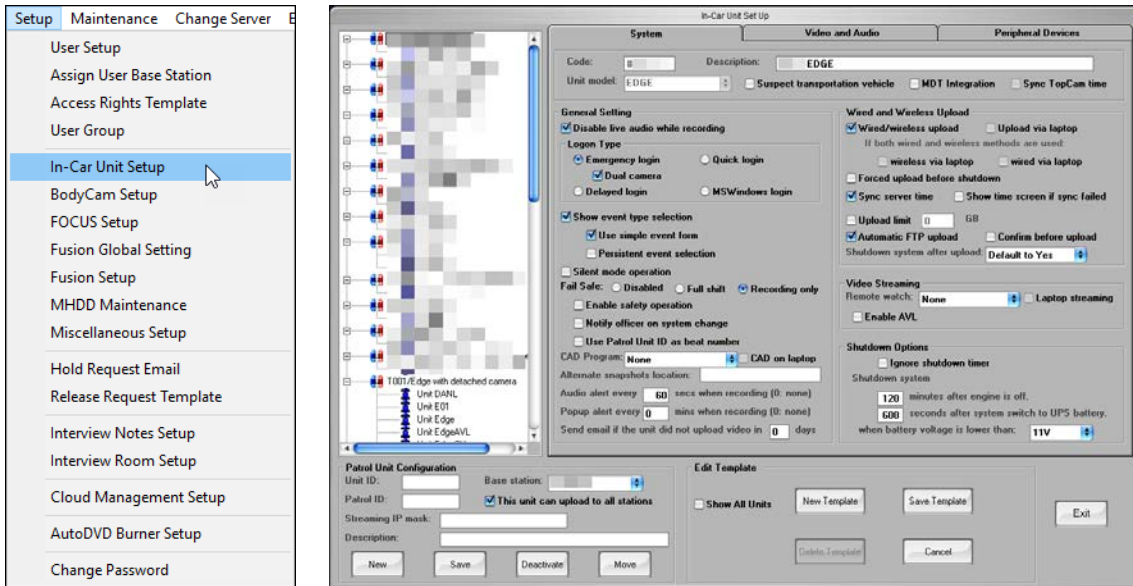 Setup Maintenance Change Server
User Setup
Assign User Base Station
Access Rights Template
User Group
In-Car Unit Setup
BodyCam Setup
FOCUS Setup
Fusion Global Setting
Fusion Setup
MHDD Maintenance
Miscellaneous Setup
Hold Request Email
Release Request Template
Interview Notes Setup
Interview Room Setup
Cloud Management Setup
AutoDVD Burner Setup
Change Password
In-Car Unit Set Up
System Video and Audio Peripheral Devices
Code: Description: EDGE
Unit model: EDGE Suspect transportation vehicle MDT Integration Sync TopCam time
General Setting
Disable live audio while recording
Logon Type
Emergency login Quick login
Dual camera
Delayed login MSWindows login
Show event type selection
Use simple event form
Persistent event selection
Silent mode operation
Fail Safe: Disabled Full shift Recording only
Enable safety operation
Notify officer on system change
Use Patrol Unit ID as beat number
CAD Program: None CAD on laptop
Alternate snapshots location:
Audio alert every 60 secs when recording (0: none)
Popup alert every 0 mins when recording (0: none)
Send email if the unit did not upload video in 0 days
Wired and Wireless Upload
Wired/wireless upload Upload via laptop
If both wired and wireless methods are used:
wireless via laptop wired via laptop
Forced upload before shutdown
Sync server time Show time screen if sync failed
Upload limit 0 GB
Automatic FTP upload Confirm before upload
Shutdown system after upload: Default to Yes
Video Streaming
Remote watch: None Laptop streaming
Enable AVL
Shutdown Options
Ignore shutdown timer
Shutdown system
120 minutes after engine is off.
600 seconds after system switch to UPS battery.
when battery voltage is lower than: 11V
T001/Edge with detached camera
Unit DANL
Unit E01
Unit Edge
Unit EdgeAVL
Patrol Unit Configuration
Unit ID: Base station:
Patrol ID: This unit can upload to all stations
Streaming IP mask:
Description:
New Save Deactivate Move
Edit Template
Show All Units New Template Save Template
Delete Template Cancel
Exit